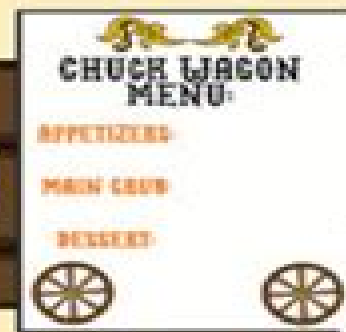 CHUCK WAGON
MENU:
APPETIZERS:
MAIN GRUB
DESSERT: